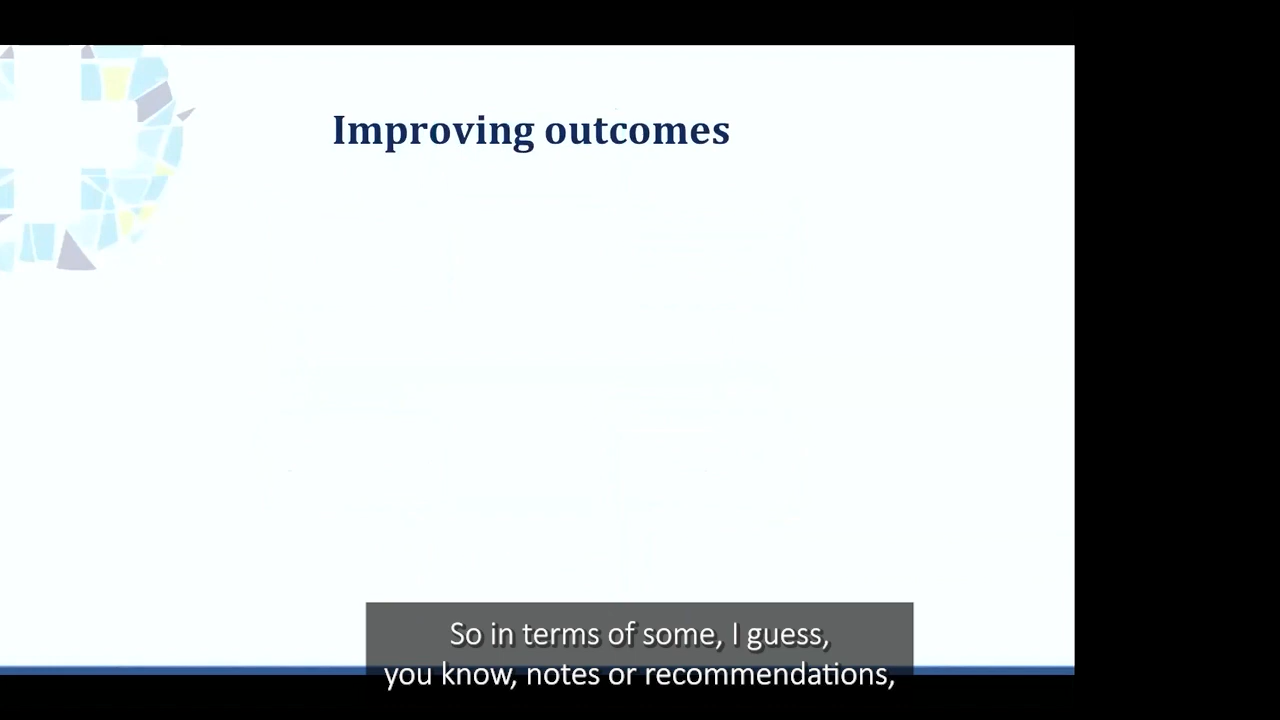 Improving outcomes
So in terms of some, I guess,
you know, notes or recommendations,